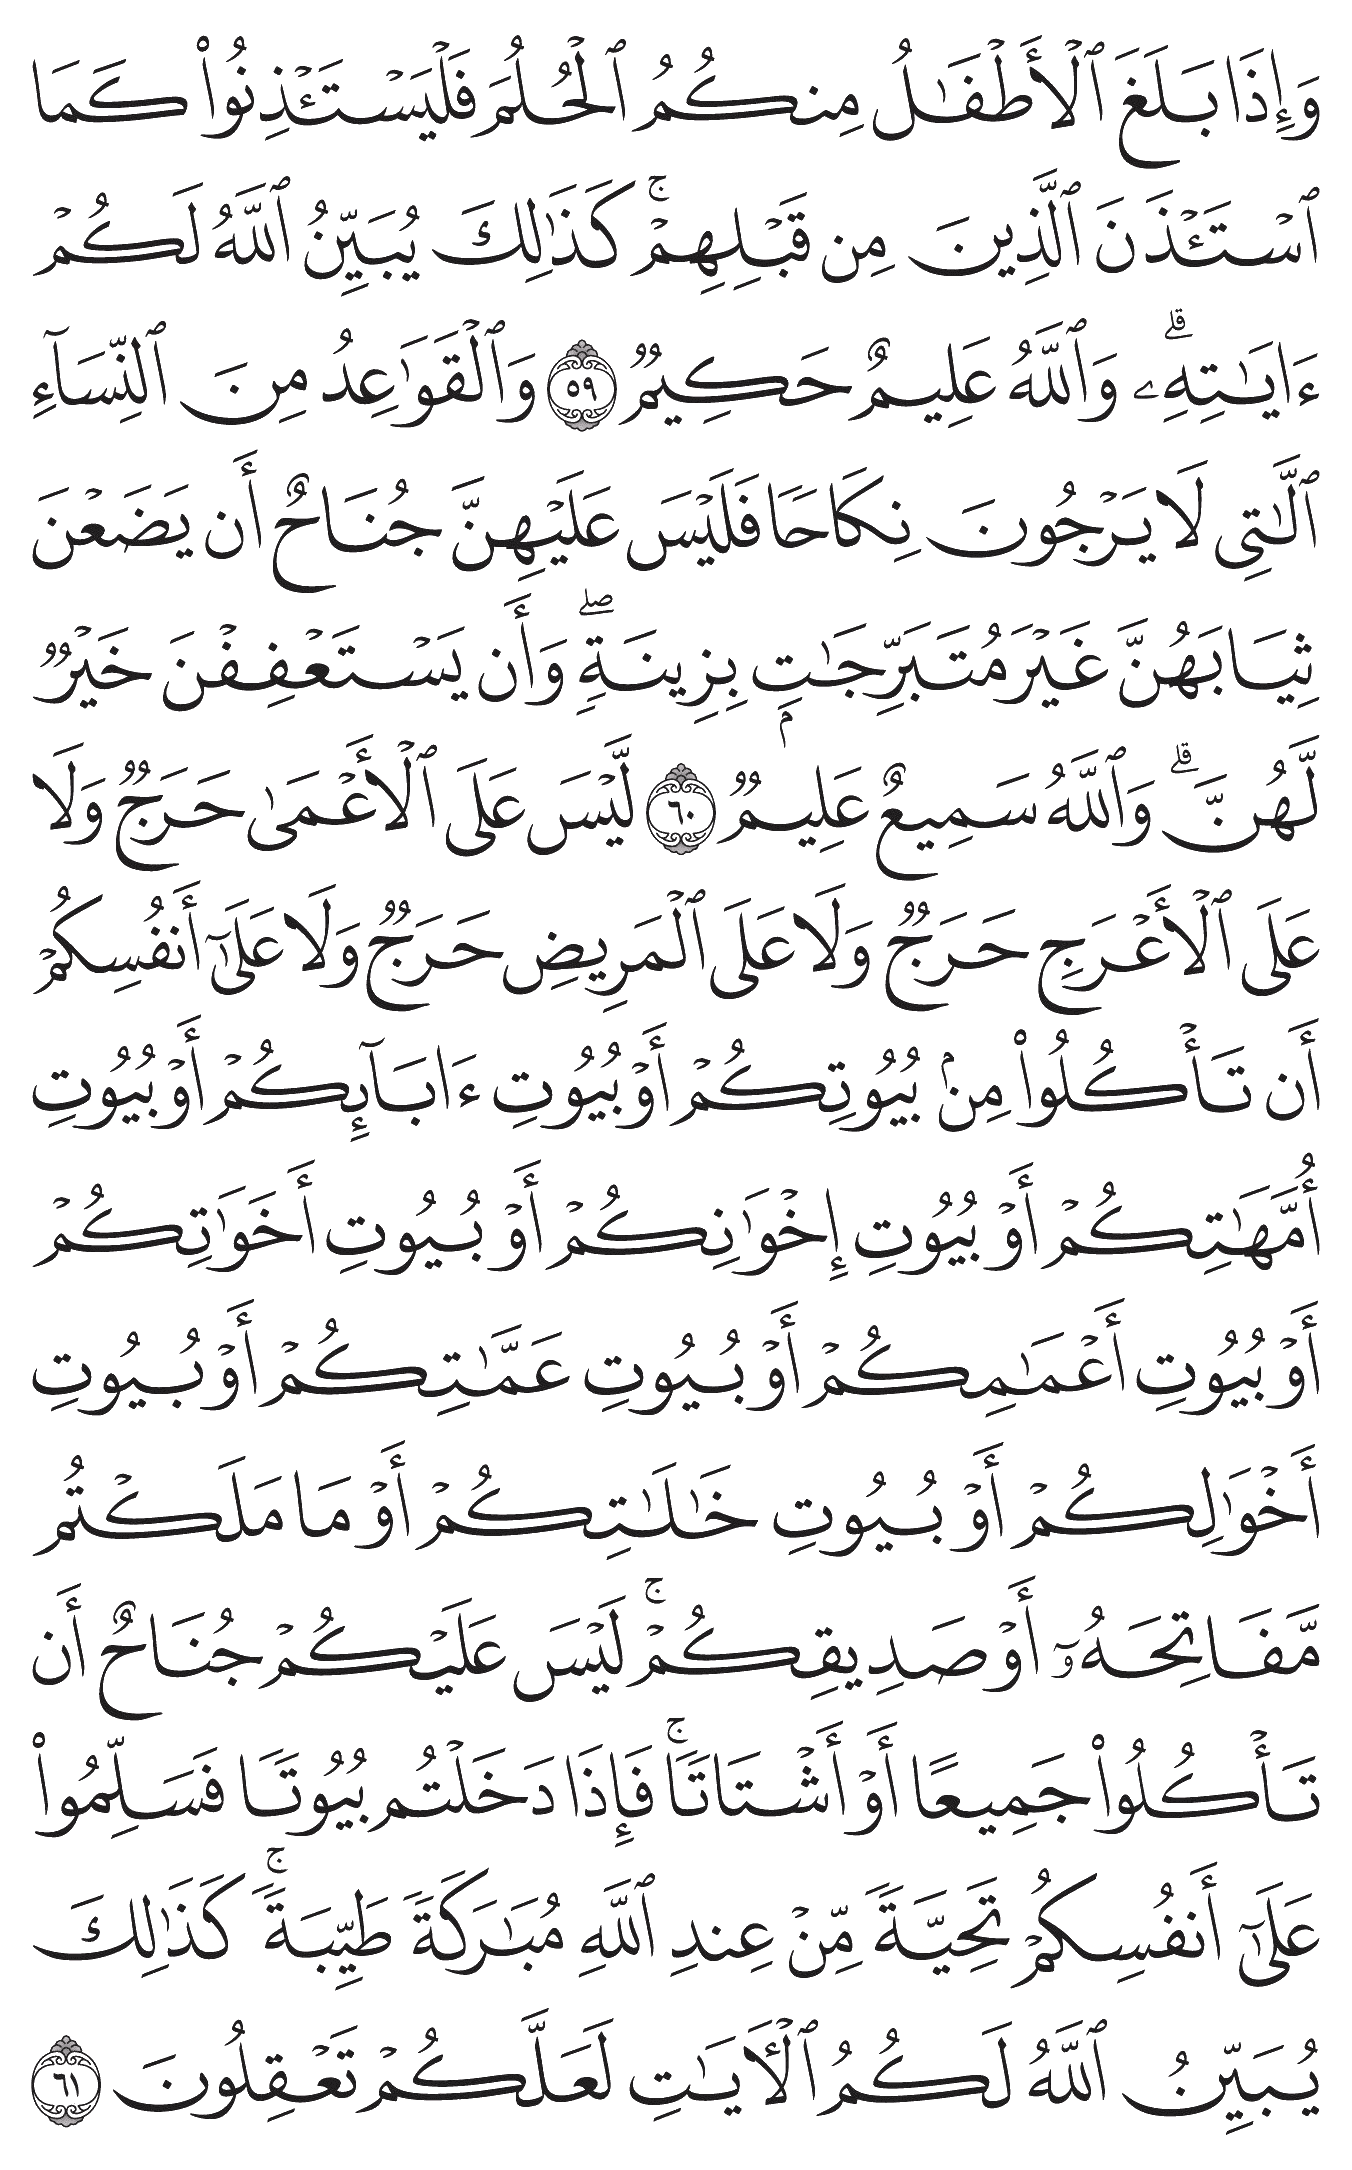 وَإِذَا بَلَغَ ٱلْأَطْفَـٰلُ مِنكُمُ ٱلْحُلُمَ فَلْيَسْتَـْٔذِنُوا۟ كَمَا
ٱسْتَـْٔذَنَ ٱلَّذِينَ مِن قَبْلِهِمْ ۚ كَذَٰلِكَ يُبَيِّنُ ٱللَّهُ لَكُمْ
ءَايَـٰتِهِۦ ۗ وَٱللَّهُ عَلِيمٌ حَكِيمٌ ٥٩ وَٱلْقَوَٰعِدُ مِنَ ٱلنِّسَآءِ
ٱلَّـٰتِى لَا يَرْجُونَ نِكَاحًا فَلَيْسَ عَلَيْهِنَّ جُنَاحٌ أَن يَضَعْنَ
ثِيَابَهُنَّ غَيْرَ مُتَبَرِّجَـٰتٍۭ بِزِينَةٍ ۖ وَأَن يَسْتَعْفِفْنَ خَيْرٌ
لَّهُنَّ ۗ وَٱللَّهُ سَمِيعٌ عَلِيمٌ ٦٠ لَّيْسَ عَلَى ٱلْأَعْمَىٰ حَرَجٌ وَلَا
عَلَى ٱلْأَعْرَجِ حَرَجٌ وَلَا عَلَى ٱلْمَرِيضِ حَرَجٌ وَلَا عَلَىٰٓ أَنفُسِكُمْ
أَن تَأْكُلُوا۟ مِنۢ بُيُوتِكُمْ أَوْ بُيُوتِ ءَابَآئِكُمْ أَوْ بُيُوتِ
أُمَّهَـٰتِكُمْ أَوْ بُيُوتِ إِخْوَٰنِكُمْ أَوْ بُيُوتِ أَخَوَٰتِكُمْ
أَوْ بُيُوتِ أَعْمَـٰمِكُمْ أَوْ بُيُوتِ عَمَّـٰتِكُمْ أَوْ بُيُوتِ
أَخْوَٰلِكُمْ أَوْ بُيُوتِ خَـٰلَـٰتِكُمْ أَوْ مَا مَلَكْتُم
مَّفَاتِحَهُۥٓ أَوْ صَدِيقِكُمْ ۚ لَيْسَ عَلَيْكُمْ جُنَاحٌ أَن
تَأْكُلُوا۟ جَمِيعًا أَوْ أَشْتَاتًا ۚ فَإِذَا دَخَلْتُم بُيُوتًا فَسَلِّمُوا۟
عَلَىٰٓ أَنفُسِكُمْ تَحِيَّةً مِّنْ عِندِ ٱللَّهِ مُبَـٰرَكَةً طَيِّبَةً ۚ كَذَٰلِكَ
يُبَيِّنُ ٱللَّهُ لَكُمُ ٱلْـَٔايَـٰتِ لَعَلَّكُمْ تَعْقِلُونَ ٦١